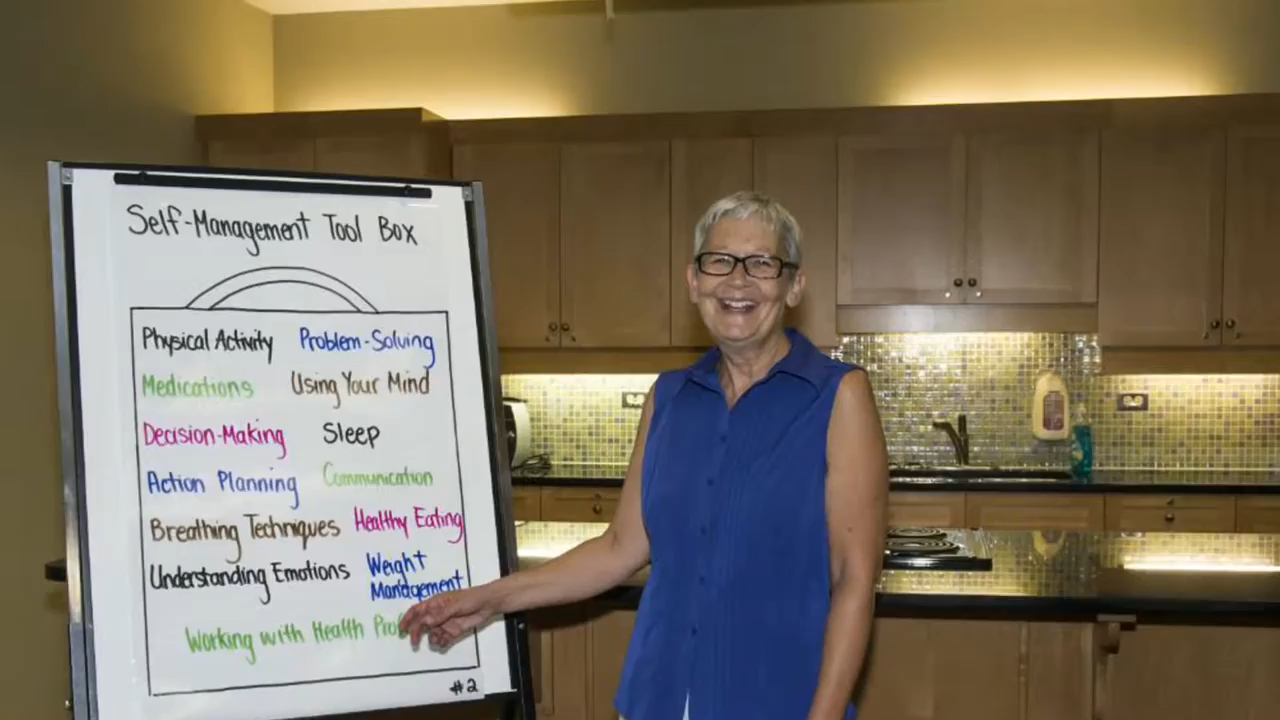 Self-Management Tool Box
Physical Activity Problem-Solving
Medications Using Your Mind
Decision-Making Sleep
Action Planning Communication
Breathing Techniques Healthy Eating
Understanding Emotions Weight
Management
Working with Health
#2